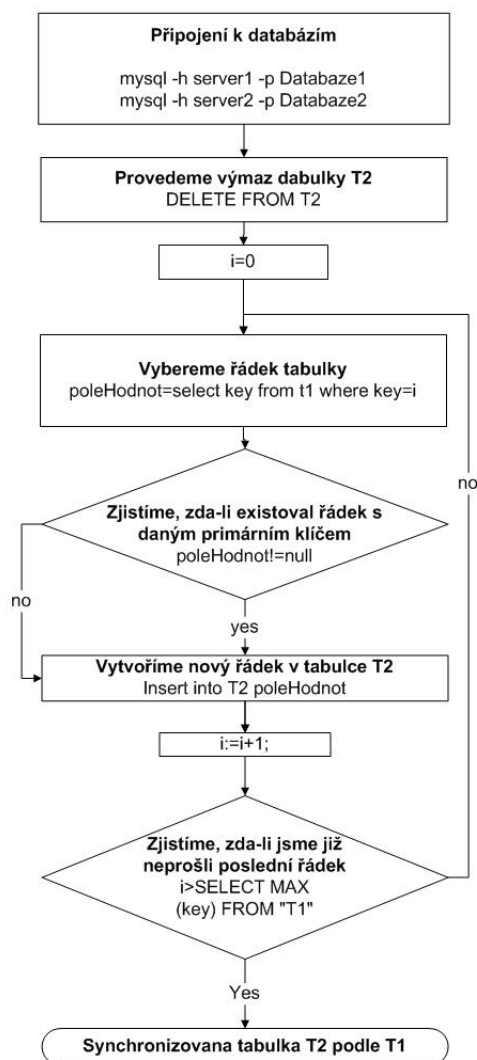 Připojení k databázím
mysql -h server1 -p Databaze1
mysql -h server2 -p Databaze2
Provedeme výmaz dabulky T2
DELETE FROM T2
i=0
Vybereme řádek tabulky
poleHodnot=select key from t1 where key=i
no
Zjistíme, zda-li existoval řádek s
daným primárním klíčem
poleHodnot!=null
no
yes
Vytvoříme nový řádek v tabulce T2
Insert into T2 poleHodnot
i:=i+1;
Zjistíme, zda-li jsme již
neprošli poslední řádek
i>SELECT MAX
(key) FROM "T1"
Yes
Synchronizovana tabulka T2 podle T1